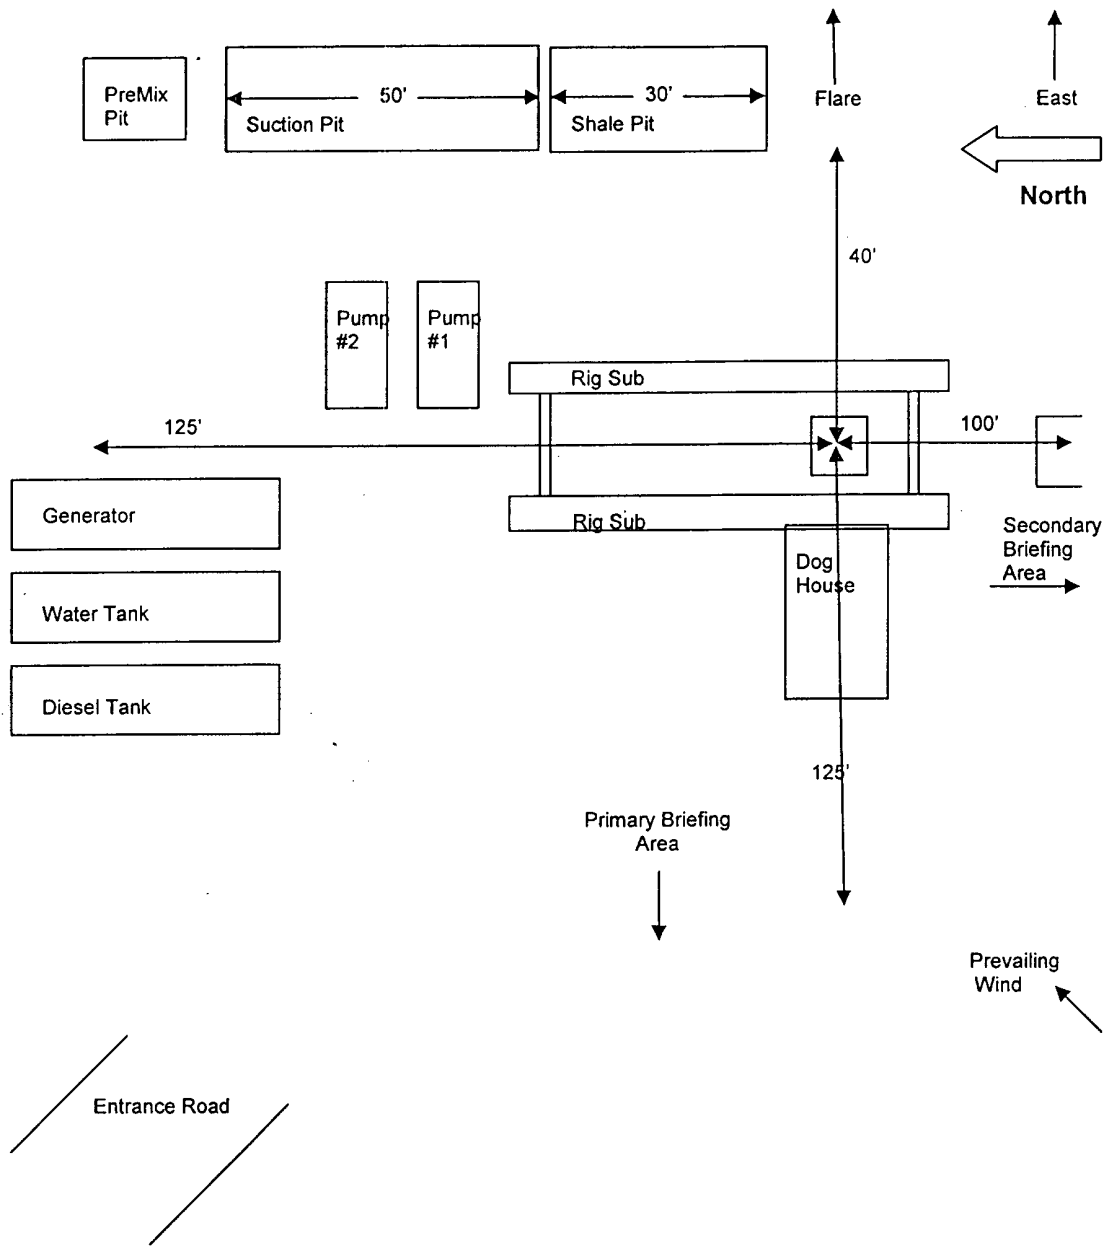 PreMix
Pit
50'
Suction Pit
30'
Shale Pit
Flare
East
North
40'
Pump
#2
Pump
#1
Rig Sub
125'
100'
Generator
Rig Sub
Secondary
Briefing
Area
Dog
House
Water Tank
Diesel Tank
125'
Primary Briefing
Area
Prevailing
Wind
Entrance Road